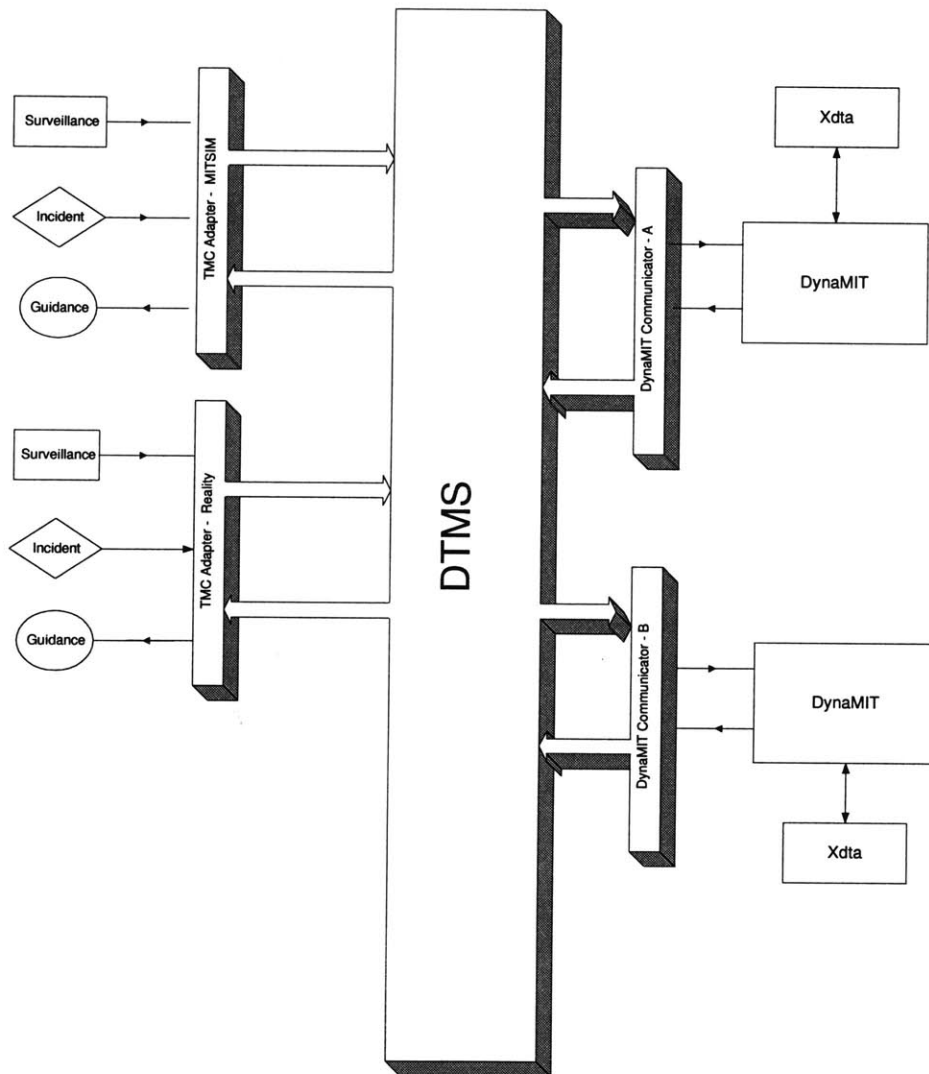 Surveillance
Incident
Guidance
TMC Adapter - MITSIM
Surveillance
Incident
Guidance
TMC Adapter - Reality
DTMS
Xdta
DynaMIT
DynaMIT Communicator - A
DynaMIT Communicator - B
DynaMIT
Xdta